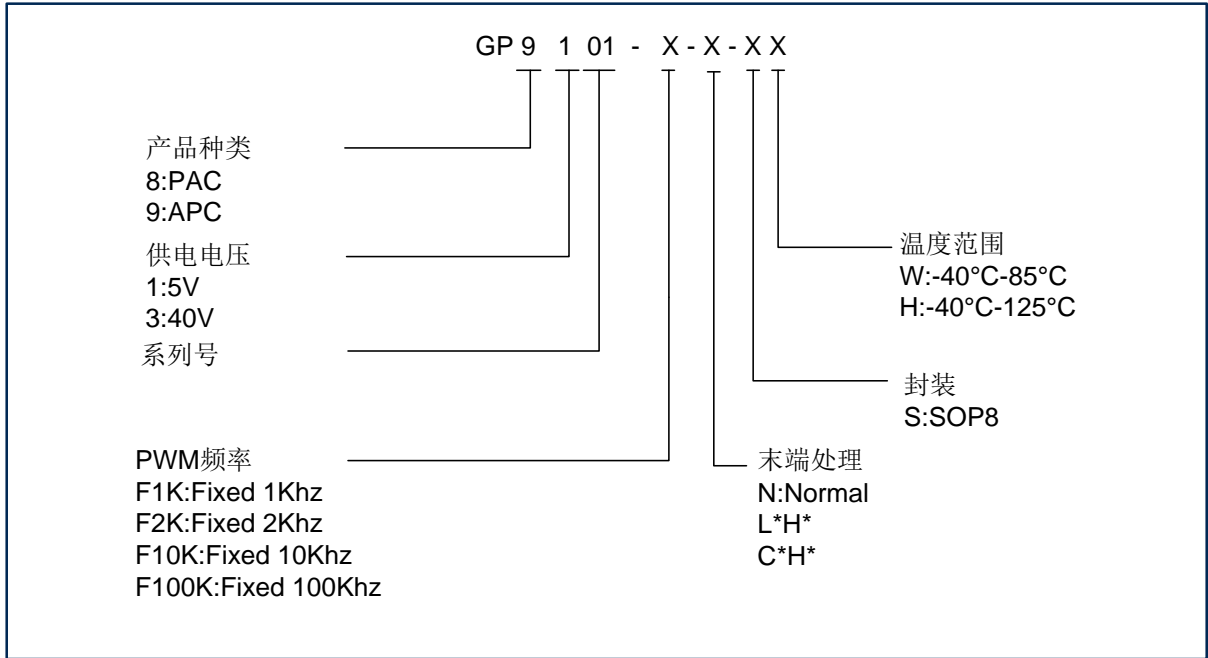 GP 9 1 01 - X - X - X X
产品种类
8:PAC
9:APC
供电电压
1:5V
3:40V
系列号
PWM频率
F1K:Fixed 1Khz
F2K:Fixed 2Khz
F10K:Fixed 10Khz
F100K:Fixed 100Khz
温度范围
W:-40°C-85°C
H:-40°C-125°C
封装
S:SOP8
末端处理
N:Normal
L*H*
C*H*